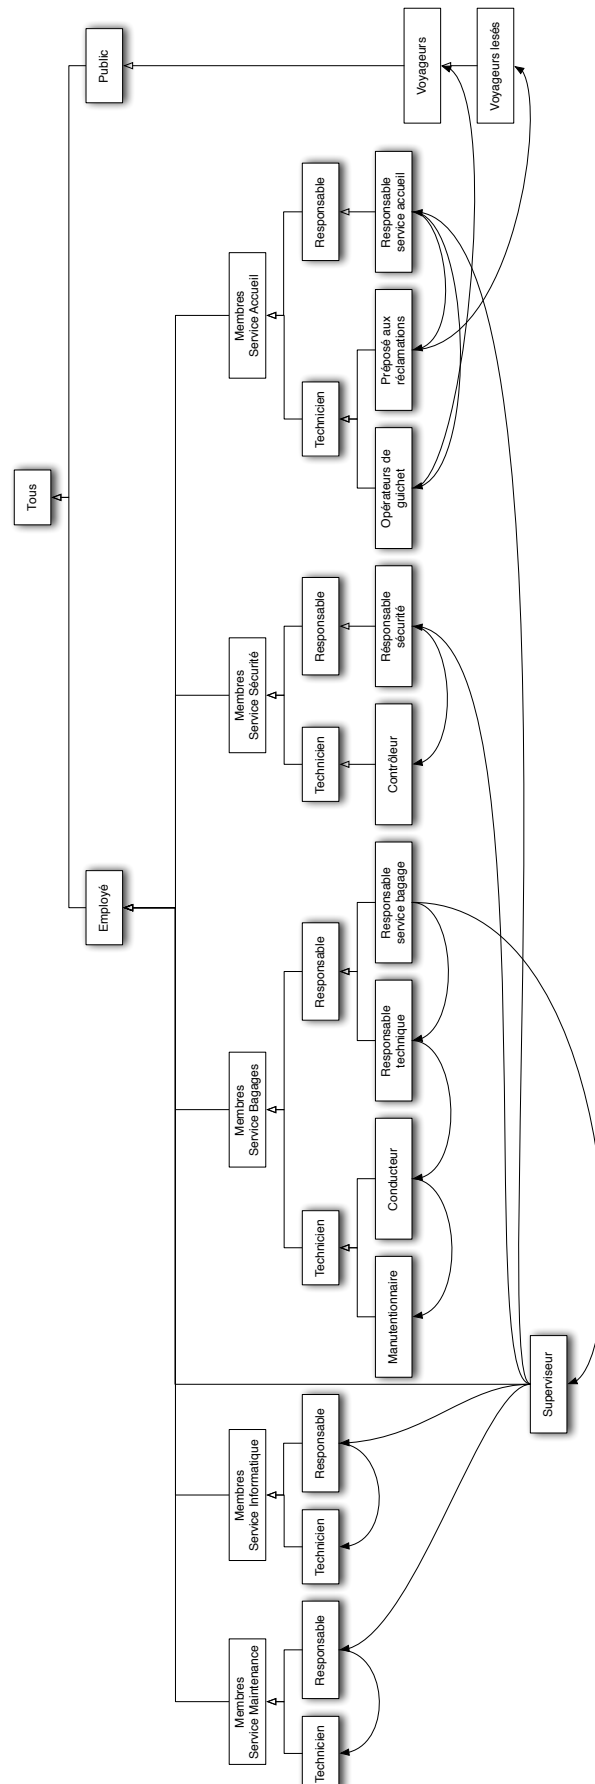 Tous
Employé
Public
Membres
Service Maintenance
Membres
Service Informatique
Membres
Service Bagages
Membres
Service Sécurité
Membres
Service Accueil
Technicien
Responsable
Technicien
Responsable
Technicien
Responsable
Technicien
Responsable
Technicien
Responsable
Manutentionnaire
Conducteur
Responsable
technique
Responsable
service bagage
Contrôleur
Résponsable
sécurité
Opérateurs de
guichet
Préposé aux
réclamations
Responsable
service accueil
Voyageurs
Voyageurs lesés
Superviseur